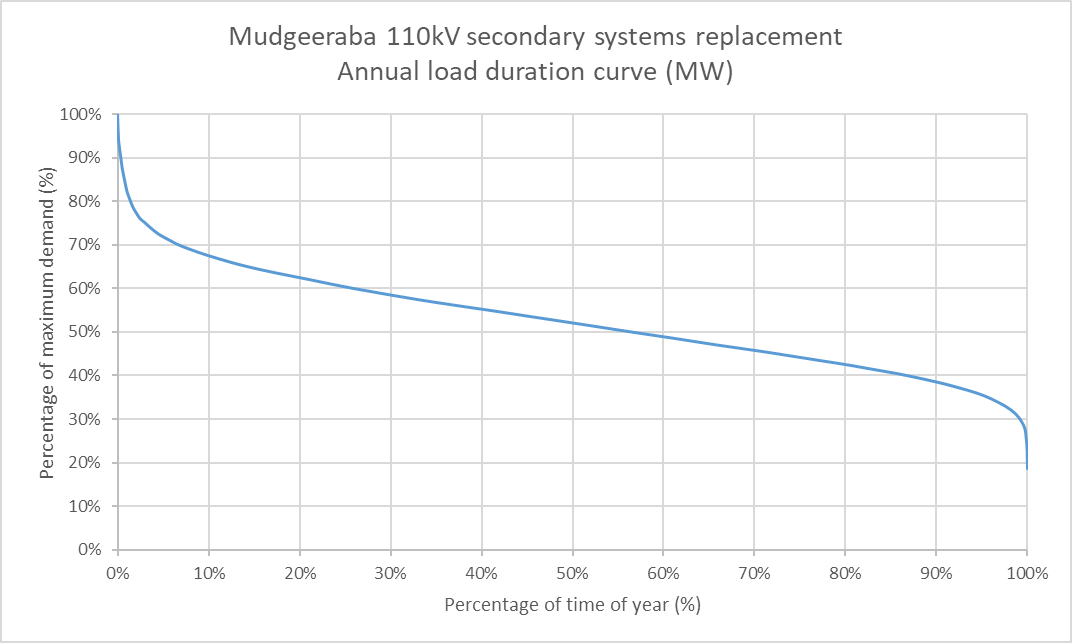 Mudgeeraba 110kV secondary systems replacement
Annual load duration curve (MW)
Percentage of maximum demand (%)
100%
90%
80%
70%
60%
50%
40%
30%
20%
10%
0%
0% 10% 20% 30% 40% 50% 60% 70% 80% 90% 100%
Percentage of time of year (%)